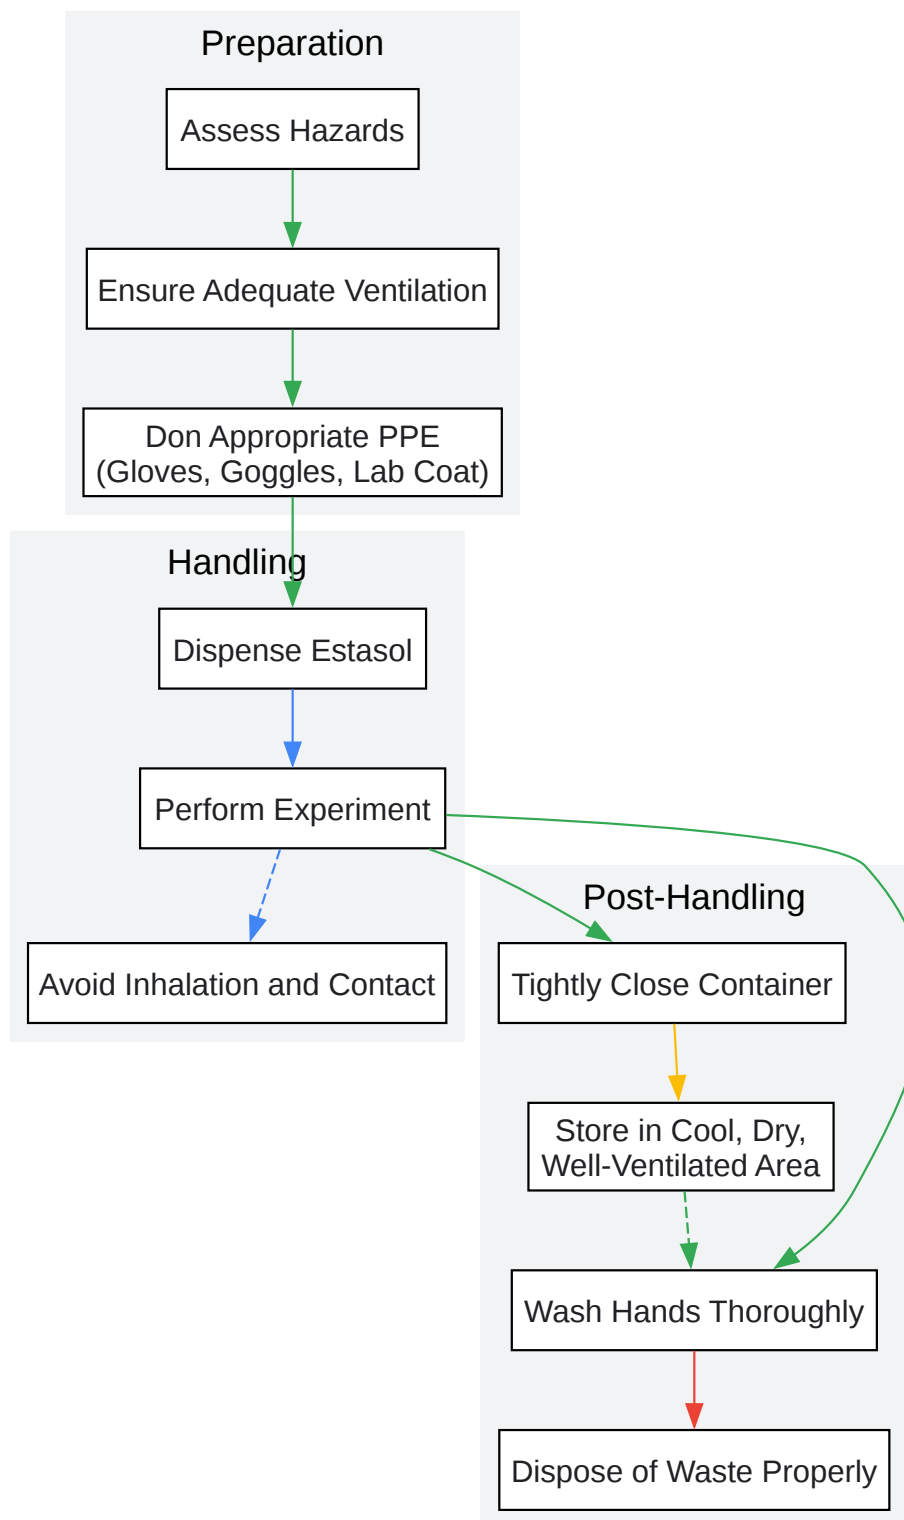 Preparation
Assess Hazards
Ensure Adequate Ventilation
Don Appropriate PPE
(Gloves, Goggles, Lab Coat)
Handling
Dispense Estasol
Perform Experiment
Avoid Inhalation and Contact
Post-Handling
Tightly Close Container
Store in Cool, Dry,
Well-Ventilated Area
Wash Hands Thoroughly
Dispose of Waste Properly